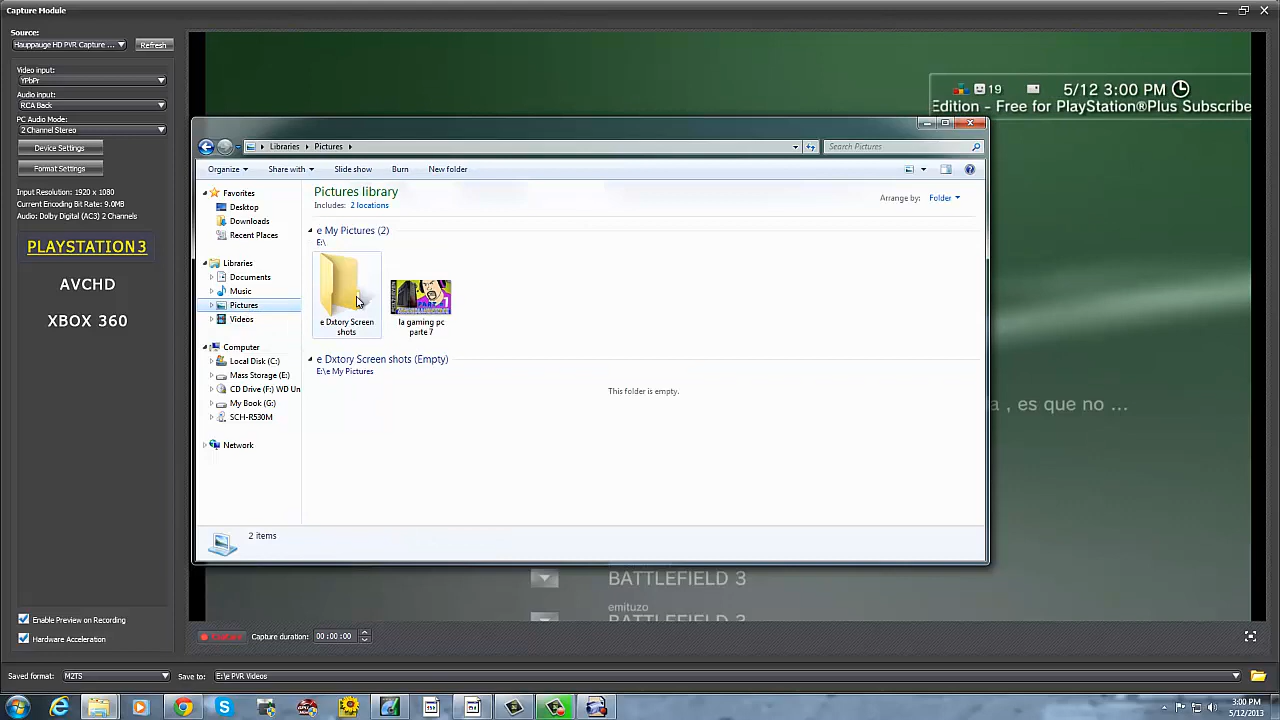 Capture Module
Source:
Hauppauge HD PVR Capture ...
Refresh
Video input:
YPbPr
Audio input:
RCA Back
PC Audio Mode:
2 Channel Stereo
Device Settings
Format Settings
Input Resolution: 1920 x 1080
Current Encoding Bit Rate: 9.0MB
Audio: Dolby Digital (AC3) 2 Channels
PLAYSTATION3
AVCHD
XBOX 360
Enable Preview on Recording
Hardware Acceleration
19 5/12 3:00 PM
Edition - Free for PlayStation®Plus Subscribe
Libraries Pictures
Search Pictures
Organize Share with Slide show Burn New folder
Favorites
Desktop
Downloads
Recent Places
Libraries
Documents
Music
Pictures
Videos
Computer
Local Disk (C:)
Mass Storage (E:)
CD Drive (F:) WD Un
My Book (G:)
SCH-R530M
Network
Pictures library
Includes: 2 locations
Arrange by: Folder
e My Pictures (2)
E:\
e Dxtory Screen
shots
PART
la gaming pc
parte 7
e Dxtory Screen shots (Empty)
E:\e My Pictures
This folder is empty.
2 items
a , es que no ...
BATTLEFIELD 3
emituzo
BATTLEFIELD 3
Capture Capture duration: 00:00:00
Saved format: M2TS Save to: E:\e PVR Videos
3:00 PM
5/12/2013